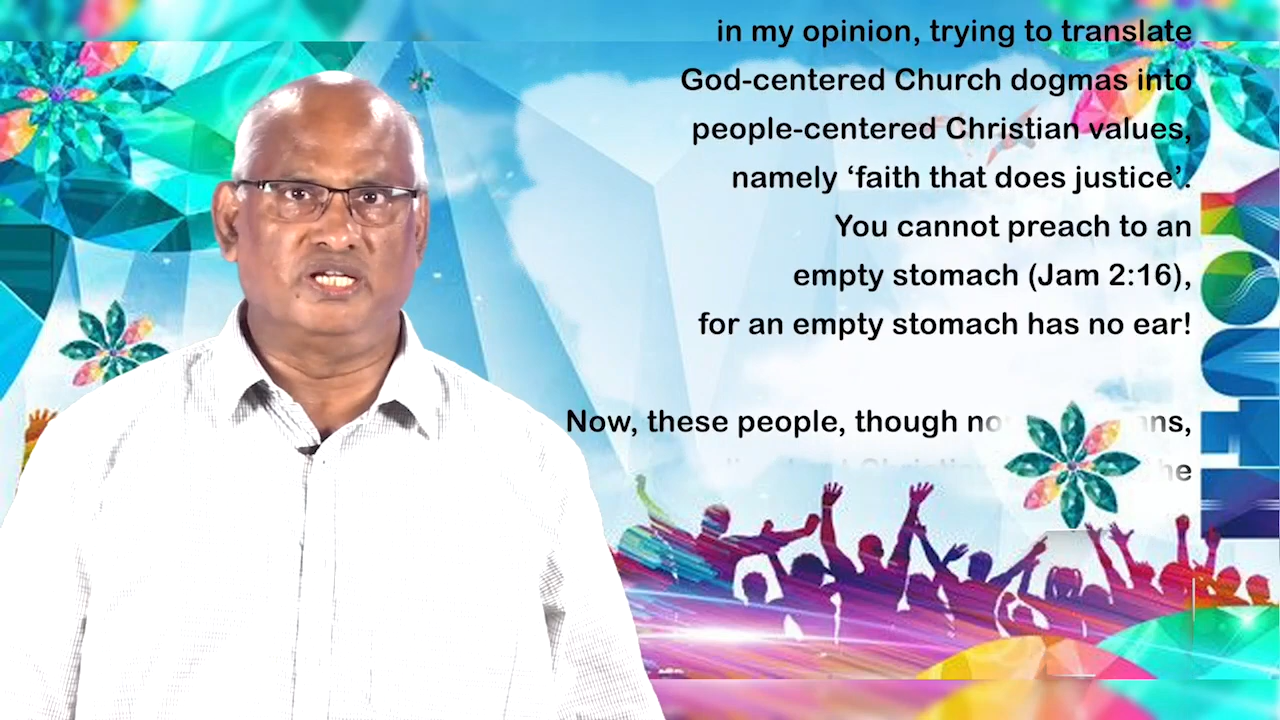 in my opinion, trying to translate
God-centered Church dogmas into
people-centered Christian values,
namely ‘faith that does justice’.
You cannot preach to an
empty stomach (Jam 2:16),
for an empty stomach has no ear!
Now, these people, though
YOUTH